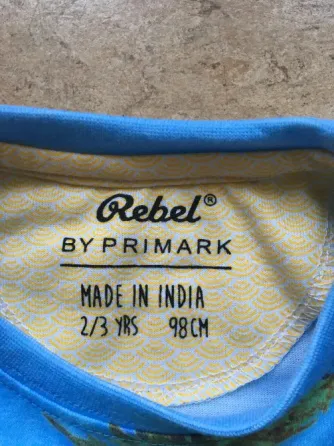 Rebel®
BY PRIMARK
MADE IN INDIA
2/3 YRS 98CM